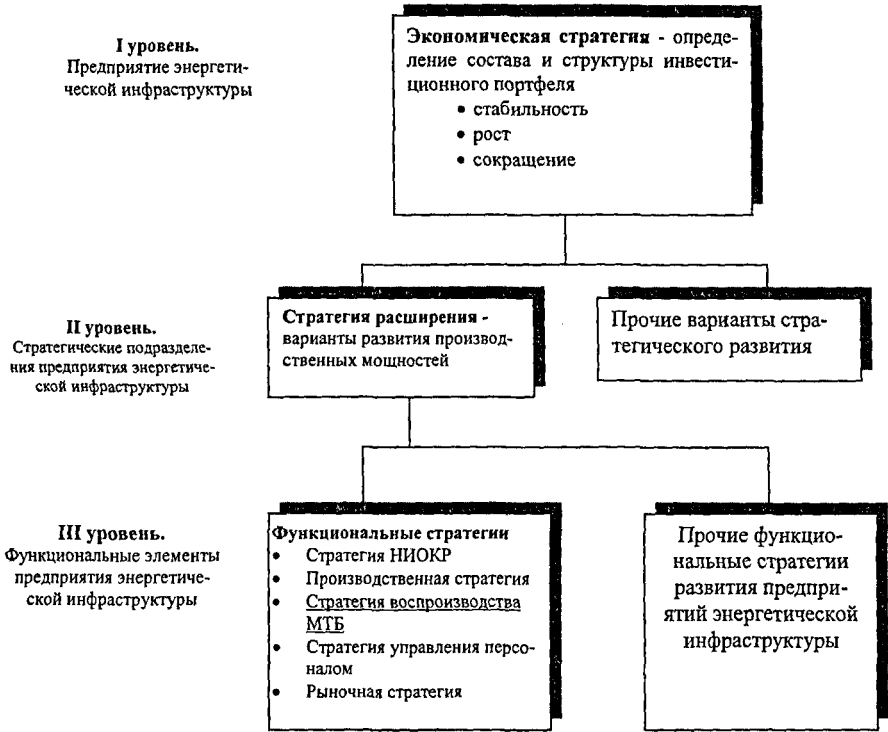 I уровень.
Предприятие энергети-
ческой инфраструктуры
Экономическая стратегия - опреде-
ление состава и структуры инвести-
ционного портфеля
• стабильность
• рост
• сокращение
II уровень.
Стратегические подразделе-
ния предприятия энергетиче-
ской инфраструктуры
Стратегия расширения -
варианты развития производ-
ственных мощностей
Прочие варианты стра-
тегического развития
III уровень.
Функциональные элементы
предприятия энергетиче-
ской инфраструктуры
Функциональные стратегии
• Стратегия НИОКР
• Производственная стратегия
• Стратегия воспроизводства
МТБ
• Стратегия управления персо-
налом
• Рыночная стратегия
Прочие функцио-
нальные стратегии
развития предпри-
ятий энергетической
инфраструктуры